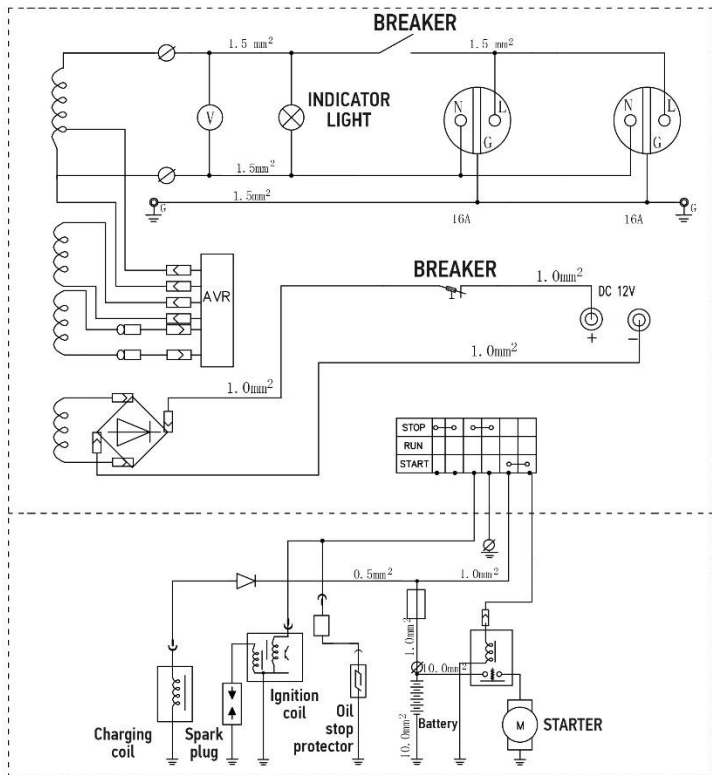 BREAKER
1.5 mm²
1.5 mm²
V
INDICATOR
LIGHT
N
L
G
N
L
G
1.5mm²
1.5mm²
G
16A
16A
G
AVR
BREAKER
1.0mm²
DC 12V
+
−
1.0mm²
1.0mm²
STOP
RUN
START
0.5mm²
1.0mm²
1.0mm²
10.0mm²
10.0mm²
Charging
coil
Spark
plug
Ignition
coil
Oil
stop
protector
Battery
M
STARTER